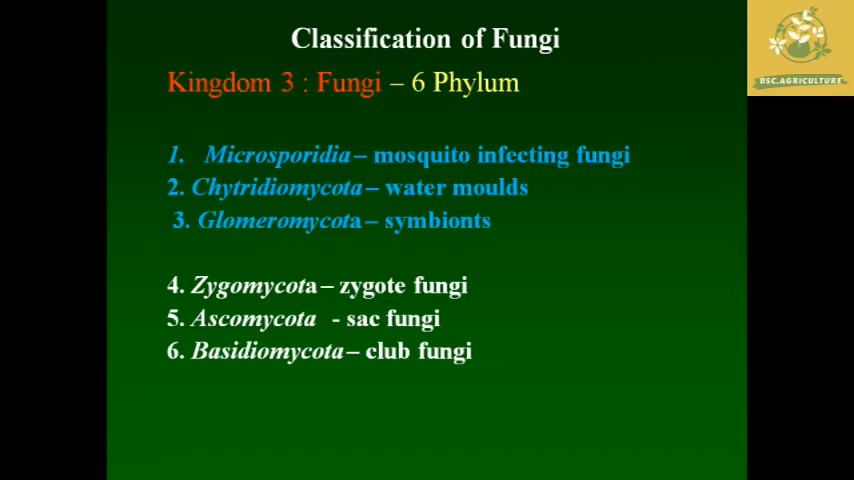 Classification of Fungi
Kingdom 3 : Fungi – 6 Phylum
1. Microsporidia – mosquito infecting fungi
2. Chytridiomycota – water moulds
3. Glomeromycota – symbionts
4. Zygomycota – zygote fungi
5. Ascomycota - sac fungi
6. Basidiomycota – club fungi
BSC.AGRICULTURE